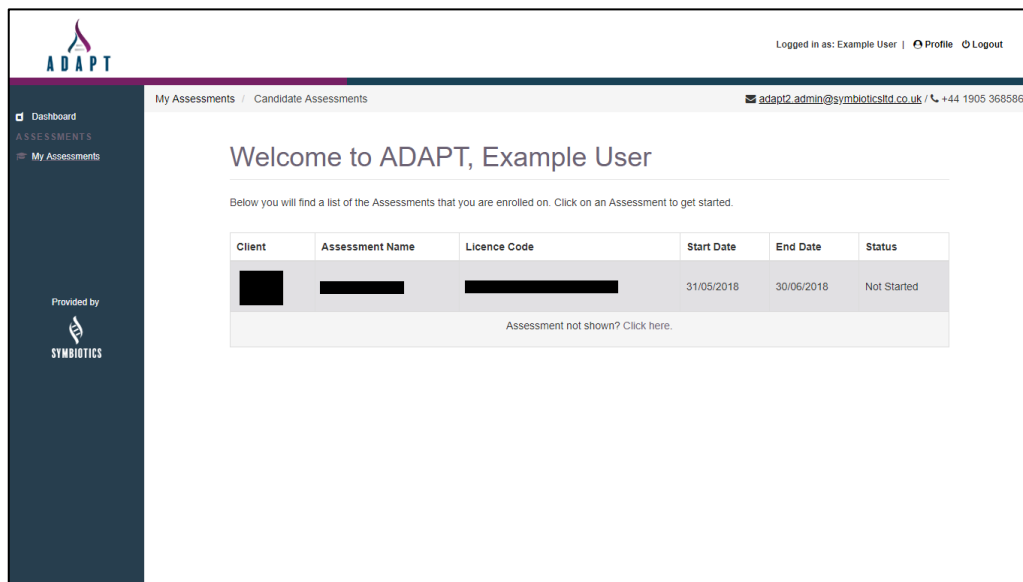 ADAPT
Logged in as: Example User | Profile Logout
My Assessments / Candidate Assessments
adapt2.admin@symbioticsltd.co.uk / +44 1905 368586
Dashboard
ASSESSMENTS
My Assessments
Provided by
SYMBIOTICS
Welcome to ADAPT, Example User
Below you will find a list of the Assessments that you are enrolled on. Click on an Assessment to get started.
Client Assessment Name Licence Code Start Date End Date Status
31/05/2018 30/06/2018 Not Started
Assessment not shown? Click here.